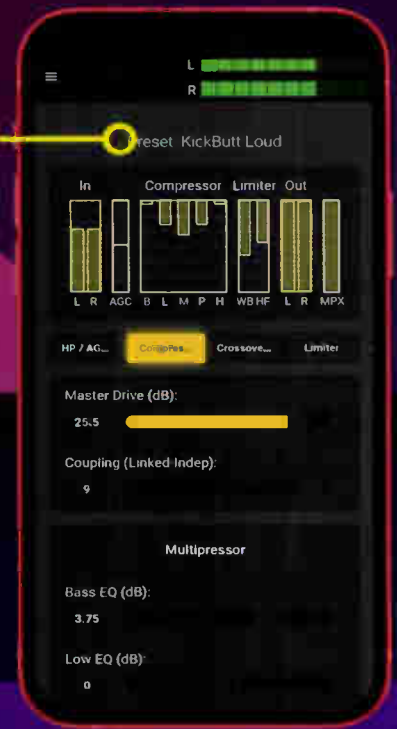 L
R
Preset KickButt Loud
In Compressor Limiter Out
L R AGC B L M P H WB HF L R MPX
HP / AG... Compres... Crossove... Limiter
Master Drive (dB):
25.5
Coupling (Linked Indep):
9
Multipressor
Bass EQ (dB):
3.75
Low EQ (dB):
0